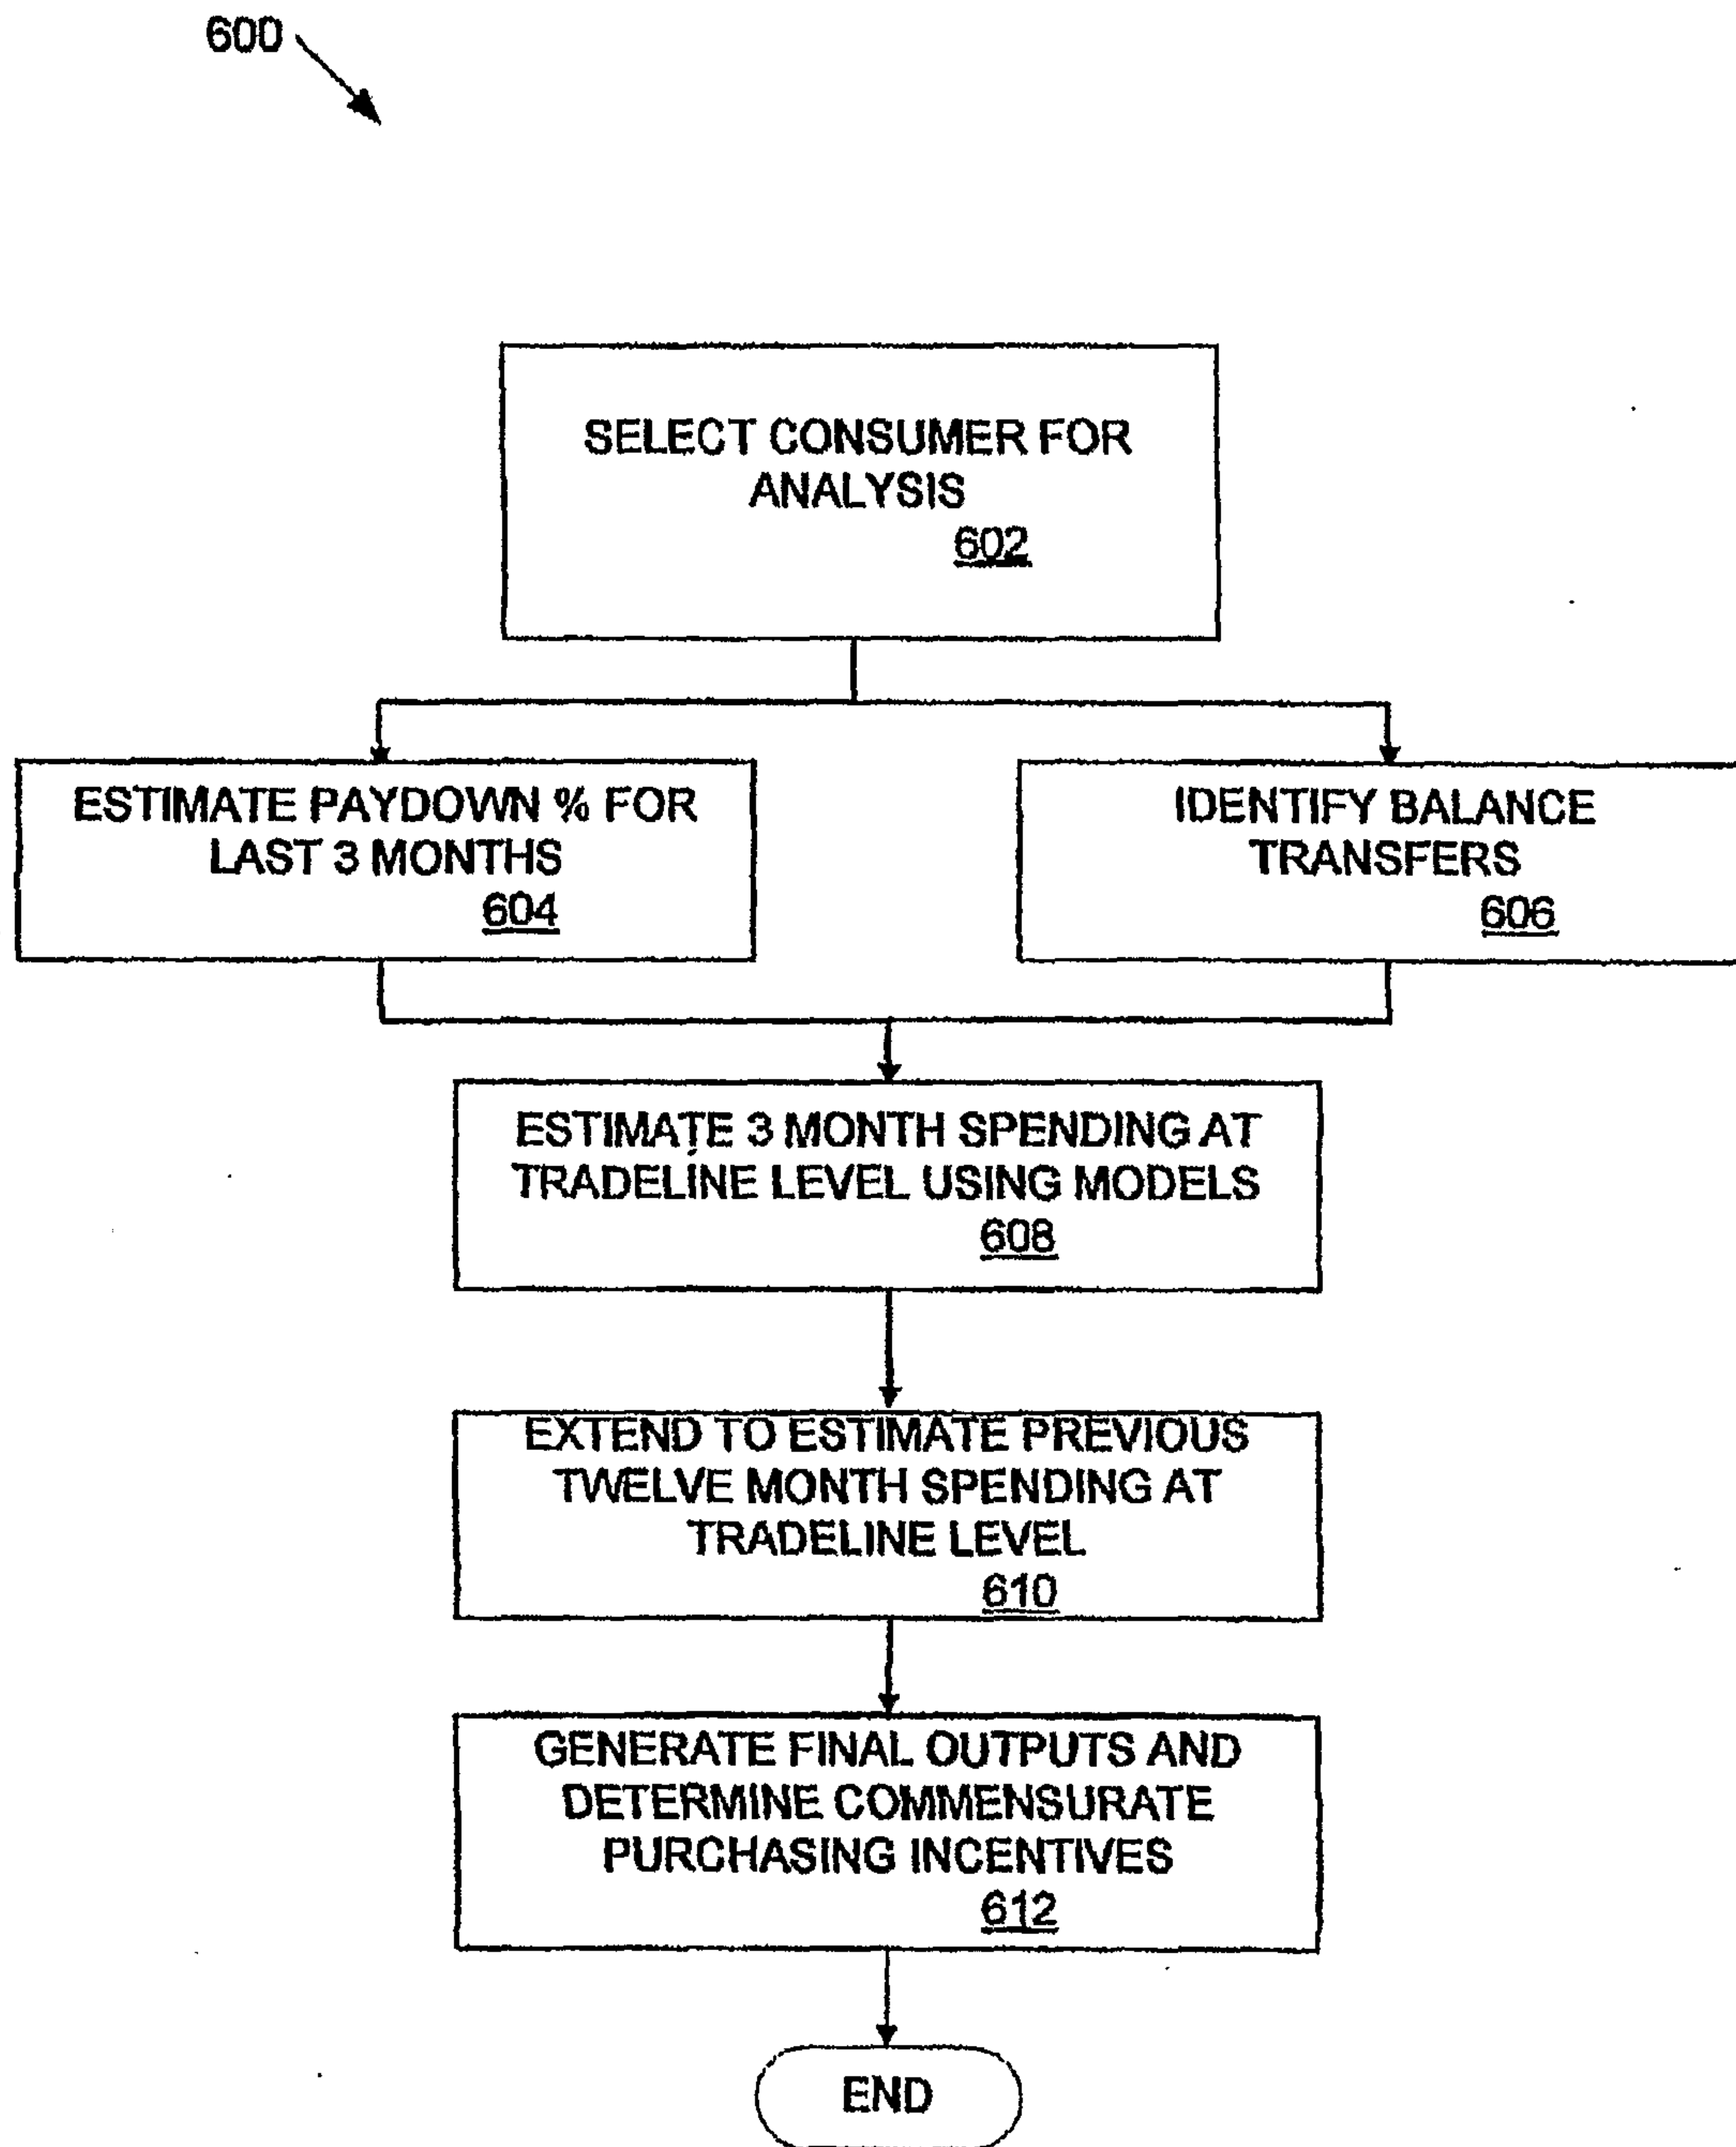 600
SELECT CONSUMER FOR
ANALYSIS
602
ESTIMATE PAYDOWN % FOR
LAST 3 MONTHS
604
IDENTIFY BALANCE
TRANSFERS
606
ESTIMATE 3 MONTH SPENDING AT
TRADELINE LEVEL USING MODELS
608
EXTEND TO ESTIMATE PREVIOUS
TWELVE MONTH SPENDING AT
TRADELINE LEVEL
610
GENERATE FINAL OUTPUTS AND
DETERMINE COMMENSURATE
PURCHASING INCENTIVES
612
END